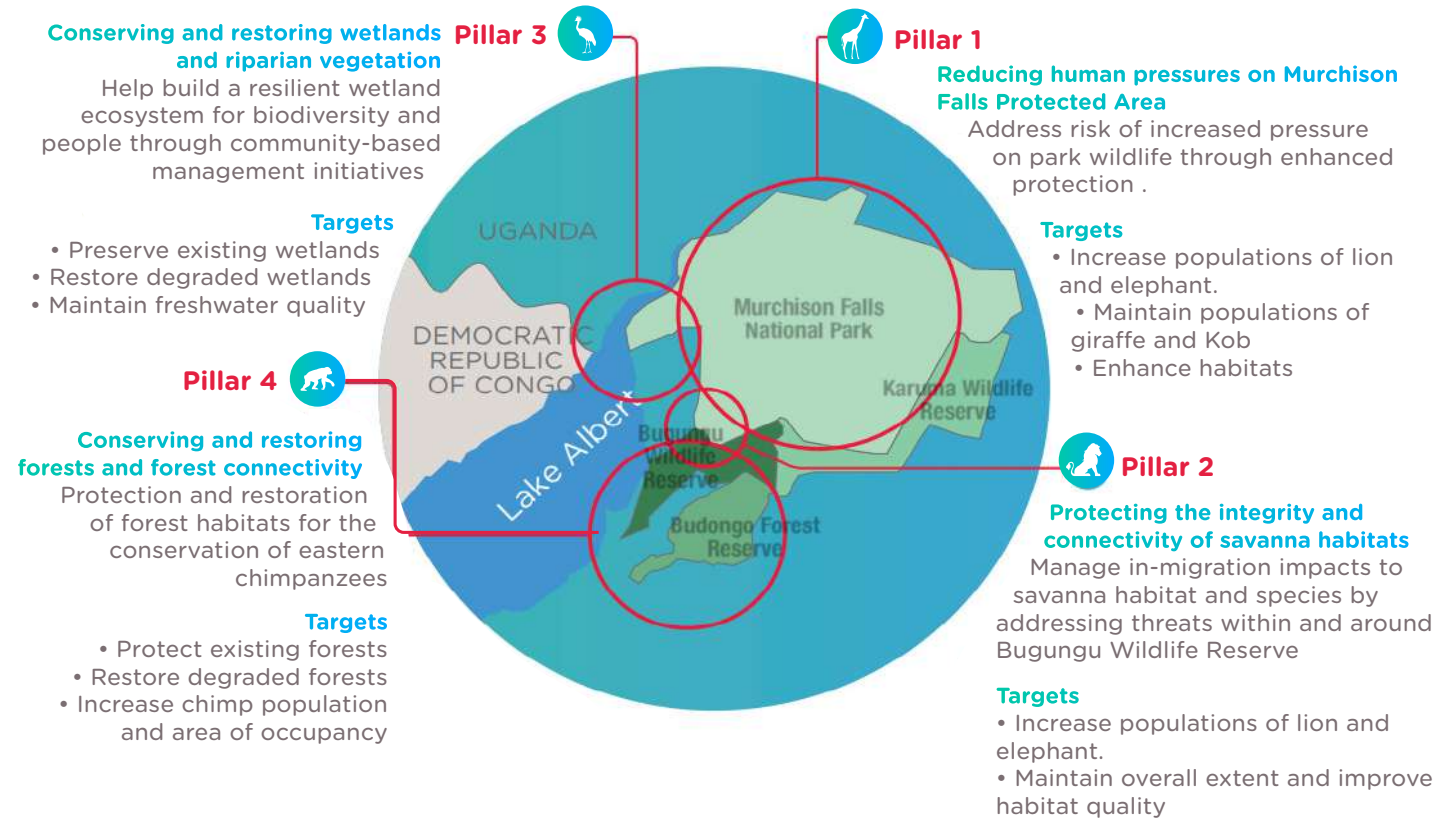 Pillar 3
Conserving and restoring wetlands
and riparian vegetation
Help build a resilient wetland
ecosystem for biodiversity and
people through community-based
management initiatives
Targets
• Preserve existing wetlands
• Restore degraded wetlands
• Maintain freshwater quality
Pillar 4
Conserving and restoring
forests and forest connectivity
Protection and restoration
of forest habitats for the
conservation of eastern
chimpanzees
Targets
• Protect existing forests
• Restore degraded forests
• Increase chimp population
and area of occupancy
UGANDA
DEMOCRATIC
REPUBLIC
OF CONGO
Lake Albert
Murchison Falls
National Park
Karuma Wildlife
Reserve
Bugungu
Wildlife
Reserve
Budongo Forest
Reserve
Pillar 1
Reducing human pressures on Murchison
Falls Protected Area
Address risk of increased pressure
on park wildlife through enhanced
protection .
Targets
• Increase populations of lion
and elephant.
• Maintain populations of
giraffe and Kob
• Enhance habitats
Pillar 2
Protecting the integrity and
connectivity of savanna habitats
Manage in-migration impacts to
savanna habitat and species by
addressing threats within and around
Bugungu Wildlife Reserve
Targets
• Increase populations of lion and
elephant.
• Maintain overall extent and improve
habitat quality